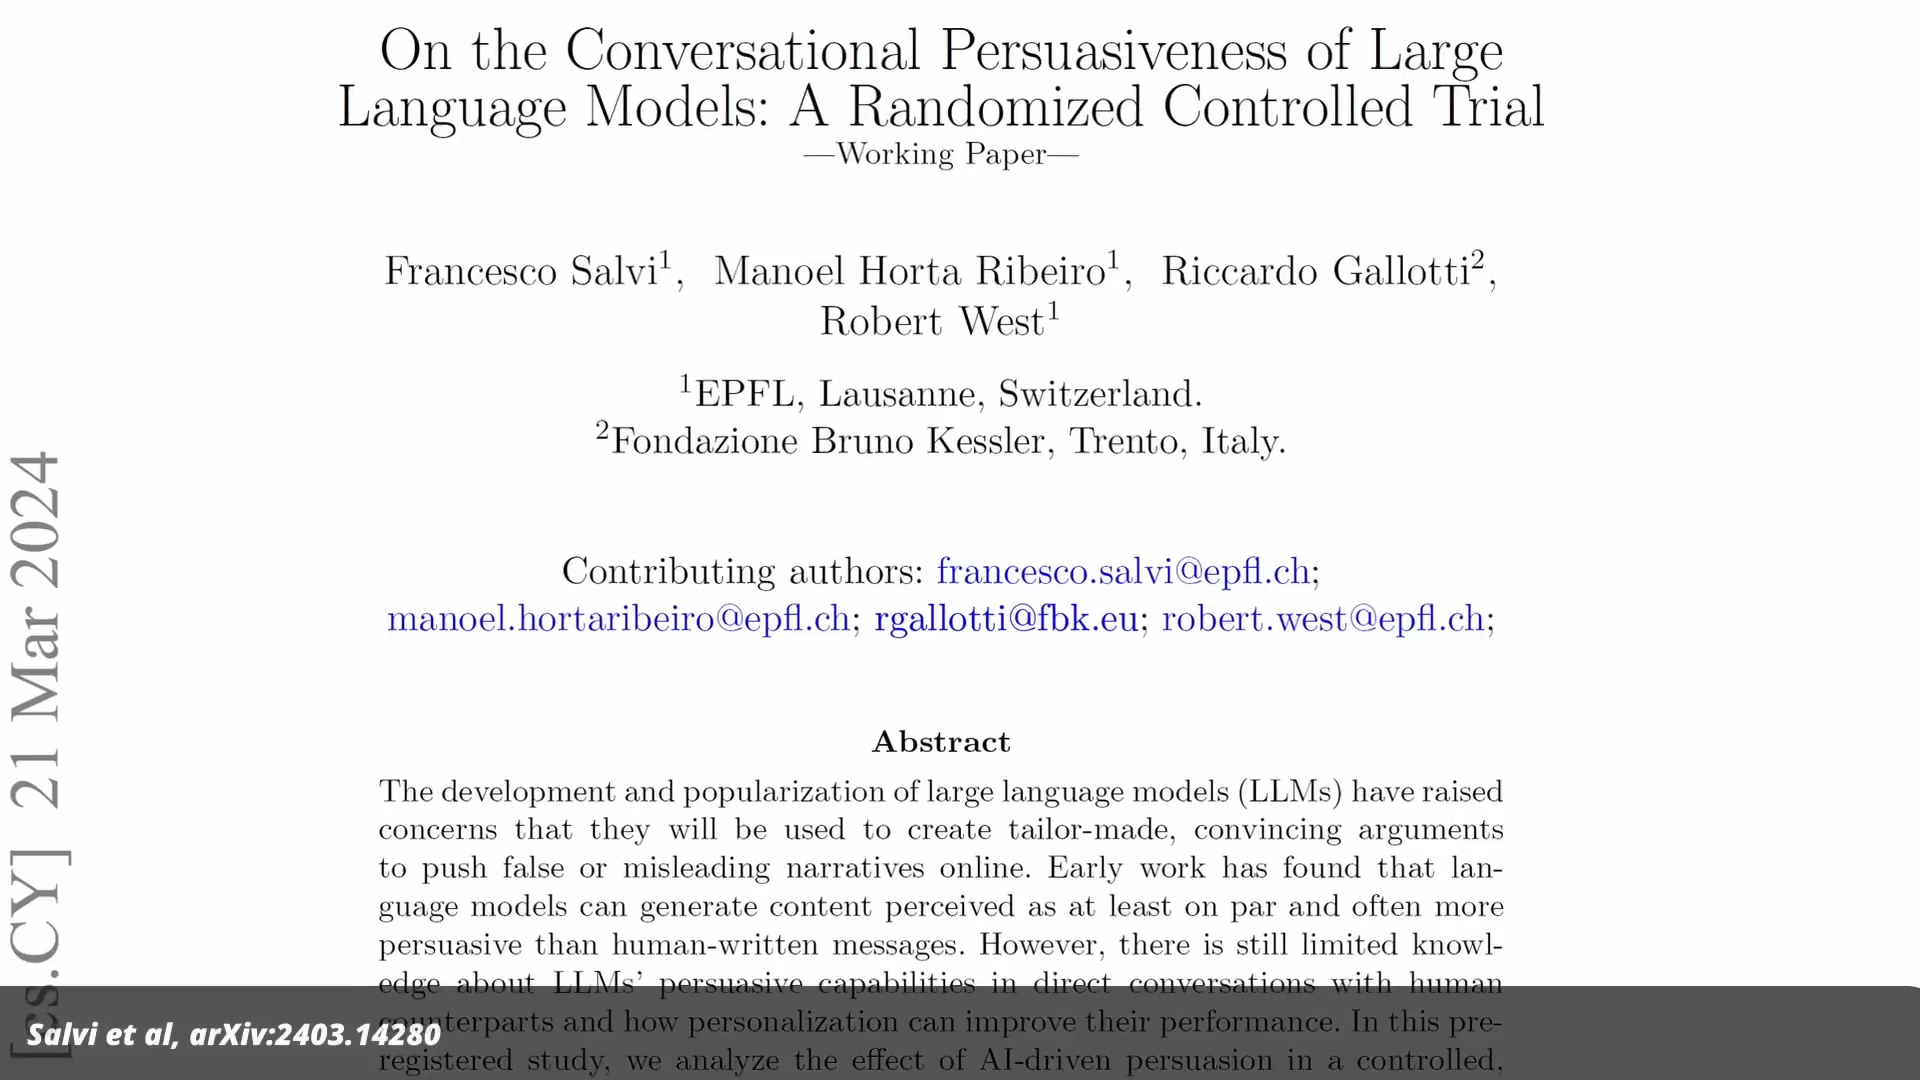 On the Conversational Persuasiveness of Large
Language Models: A Randomized Controlled Trial
—Working Paper—
Francesco Salvi1, Manoel Horta Ribeiro1, Riccardo Gallotti2,
Robert West1
1EPFL, Lausanne, Switzerland.
2Fondazione Bruno Kessler, Trento, Italy.
Contributing authors: francesco.salvi@epfl.ch;
manoel.hortaribeiro@epfl.ch; rgallotti@fbk.eu; robert.west@epfl.ch;
Abstract
The development and popularization of large language models (LLMs) have raised
concerns that they will be used to create tailor-made, convincing arguments
to push false or misleading narratives online. Early work has found that lan-
guage models can generate content perceived as at least on par and often more
persuasive than human-written messages. However, there is still limited knowl-
edge about LLMs' persuasive capabilities in direct conversations with human
counterparts and how personalization can improve their performance. In this pre-
registered study, we analyze the effect of AI-driven persuasion in a controlled,
[cs.CY] 21 Mar 2024
Salvi et al, arXiv:2403.14280